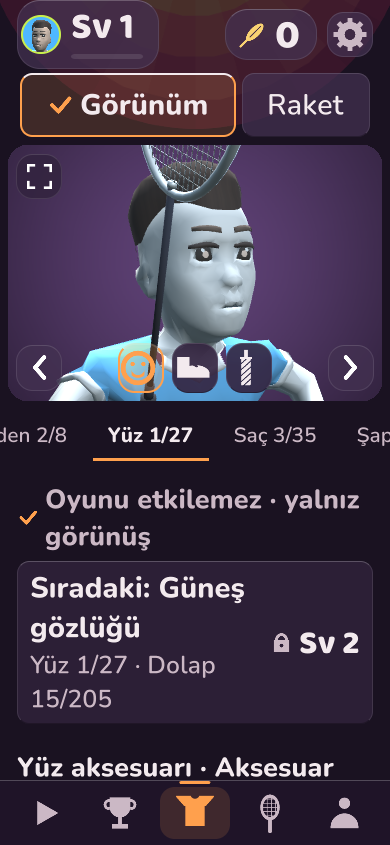 Sv 1
0
Görünüm
Raket
den 2/8
Yüz 1/27
Saç 3/35
Şap
Oyunu etkilemez · yalnız
görünüş
Sıradaki: Güneş
gözlüğü
Sv 2
Yüz 1/27 · Dolap
15/205
Yüz aksesuarı · Aksesuar